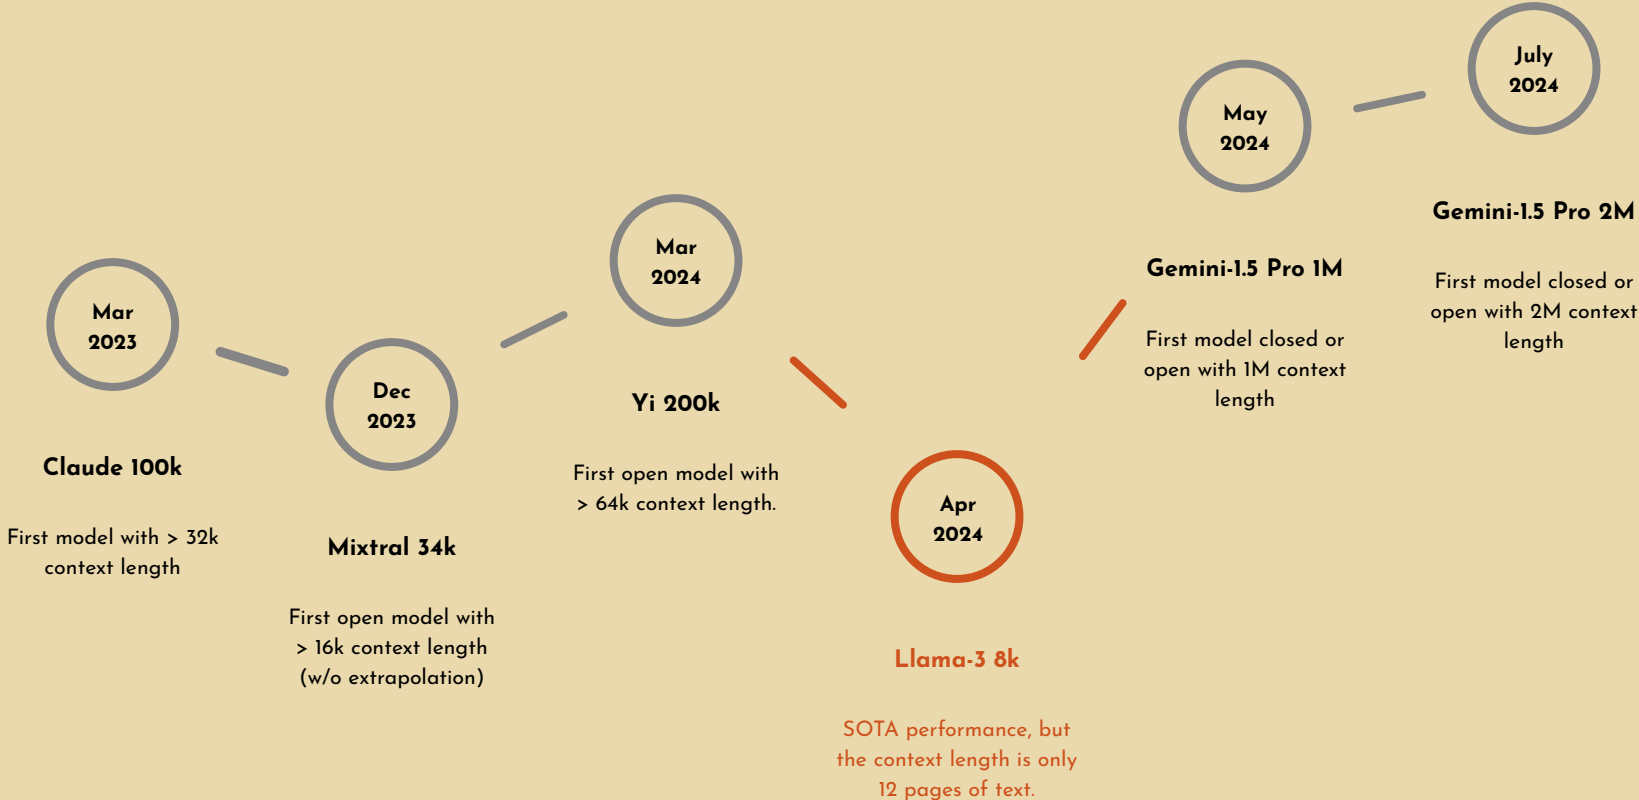 Mar
2023
Claude 100k
First model with > 32k
context length
Dec
2023
Mixtral 34k
First open model with
> 16k context length
(w/o extrapolation)
Mar
2024
Yi 200k
First open model with
> 64k context length.
Apr
2024
Llama-3 8k
SOTA performance, but
the context length is only
12 pages of text.
May
2024
Gemini-1.5 Pro 1M
First model closed or
open with 1M context
length
July
2024
Gemini-1.5 Pro 2M
First model closed or
open with 2M context
length